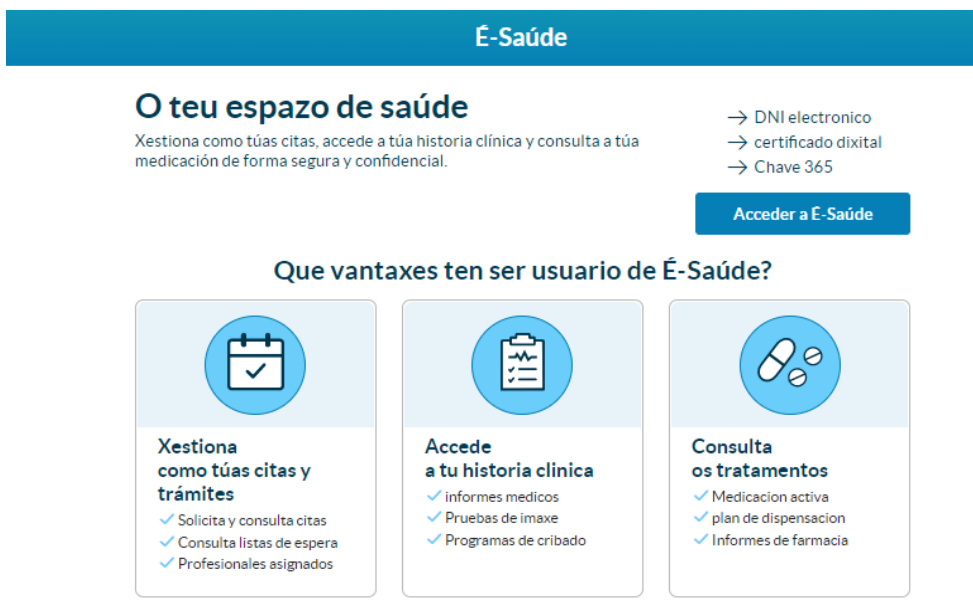 É-Saúde
O teu espazo de saúde
Xestiona como túas citas, accede a túa historia clínica y consulta a túa
medicación de forma segura y confidencial.
→ DNI electronico
→ certificado dixital
→ Chave 365
Acceder a É-Saúde
Que vantaxes ten ser usuario de É-Saúde?
Xestiona
como túas citas y
trámites
✓ Solicita y consulta citas
✓ Consulta listas de espera
✓ Profesionales asignados
Accede
a tu historia clinica
✓ informes medicos
✓ Pruebas de imaxe
✓ Programas de cribado
Consulta
os tratamentos
✓ Medicacion activa
✓ plan de dispensacion
✓ Informes de farmacia